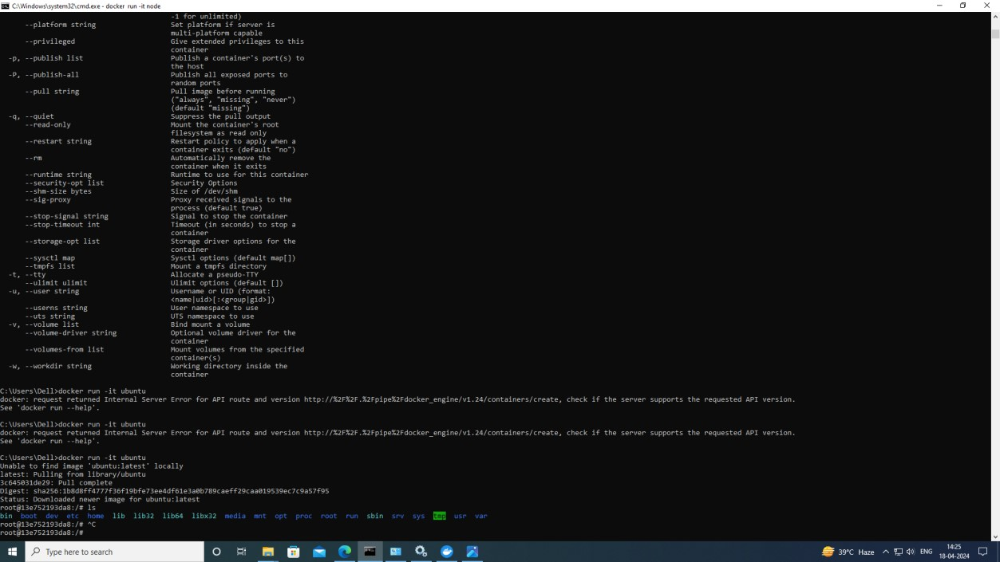 C:\Windows\system32\cmd.exe - docker run -it node
-1 for unlimited)
--platform string Set platform if server is
multi-platform capable
--privileged Give extended privileges to this
container
-p, --publish list Publish a container's port(s) to
the host
-P, --publish-all Publish all exposed ports to
random ports
--pull string Pull image before running
("always", "missing", "never")
(default "missing")
-q, --quiet Suppress the pull output
--read-only Mount the container's root
filesystem as read only
--restart string Restart policy to apply when a
container exits (default "no")
--rm Automatically remove the
container when it exits
--runtime string Runtime to use for this container
--security-opt list Security Options
--shm-size bytes Size of /dev/shm
--sig-proxy Proxy received signals to the
process (default true)
--stop-signal string Signal to stop the container
--stop-timeout int Timeout (in seconds) to stop a
container
--storage-opt list Storage driver options for the
container
--sysctl map Sysctl options (default map[])
--tmpfs list Mount a tmpfs directory
-t, --tty Allocate a pseudo-TTY
--ulimit ulimit Ulimit options (default [])
-u, --user string Username or UID (format:
<name|uid>[:<group|gid>])
--userns string User namespace to use
--uts string UTS namespace to use
-v, --volume list Bind mount a volume
--volume-driver string Optional volume driver for the
container
--volumes-from list Mount volumes from the specified
container(s)
-w, --workdir string Working directory inside the
container
C:\Users\Dell>docker run -it ubuntu
docker: request returned Internal Server Error for API route and version http://%2F%2F.%2Fpipe%2Fdocker_engine/v1.24/containers/create, check if the server supports the requested API version.
See 'docker run --help'.
C:\Users\Dell>docker run -it ubuntu
docker: request returned Internal Server Error for API route and version http://%2F%2F.%2Fpipe%2Fdocker_engine/v1.24/containers/create, check if the server supports the requested API version.
See 'docker run --help'.
C:\Users\Dell>docker run -it ubuntu
Unable to find image 'ubuntu:latest' locally
latest: Pulling from library/ubuntu
3c645031de29: Pull complete
Digest: sha256:1b8d8ff4777f36f19bfe73ee4df61e3a0b789caeff29caa019539ec7c9a57f95
Status: Downloaded newer image for ubuntu:latest
root@13e752193da8:/# ls
bin boot dev etc home lib lib32 lib64 libx32 media mnt opt proc root run sbin srv sys tmp usr var
root@13e752193da8:/# ^C
root@13e752193da8:/#
Type here to search
39°C Haze
ENG
14:25
18-04-2024